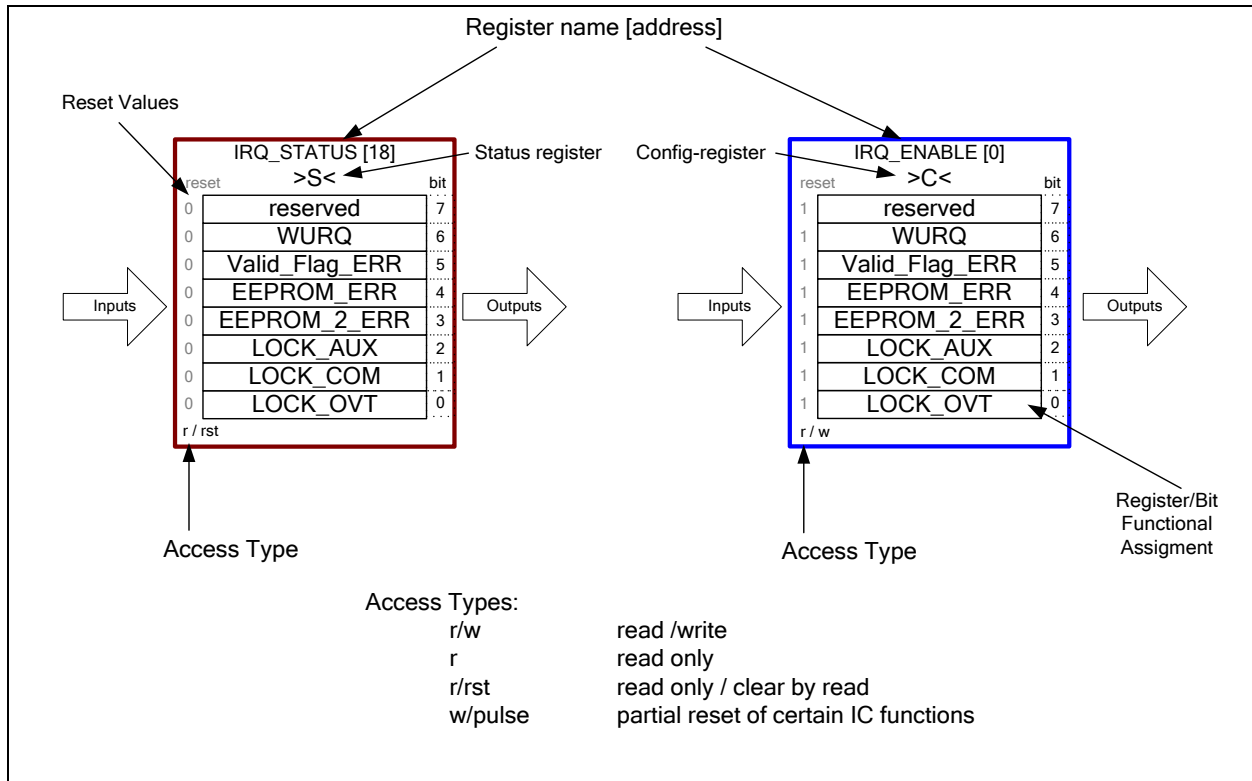 Register name [address]
Reset Values
IRQ_STATUS [18]
Status register
Config-register
IRQ_ENABLE [0]
reset >S< bit
reset >C< bit
0 reserved 7
0 WURQ 6
0 Valid_Flag_ERR 5
0 EEPROM_ERR 4
0 EEPROM_2_ERR 3
0 LOCK_AUX 2
0 LOCK_COM 1
0 LOCK_OVT 0
r / rst
Inputs
Outputs
1 reserved 7
1 WURQ 6
1 Valid_Flag_ERR 5
1 EEPROM_ERR 4
1 EEPROM_2_ERR 3
1 LOCK_AUX 2
1 LOCK_COM 1
1 LOCK_OVT 0
r / w
Inputs
Outputs
Access Type
Access Type
Register/Bit
Functional
Assigment
Access Types:
r/w read /write
r read only
r/rst read only / clear by read
w/pulse partial reset of certain IC functions